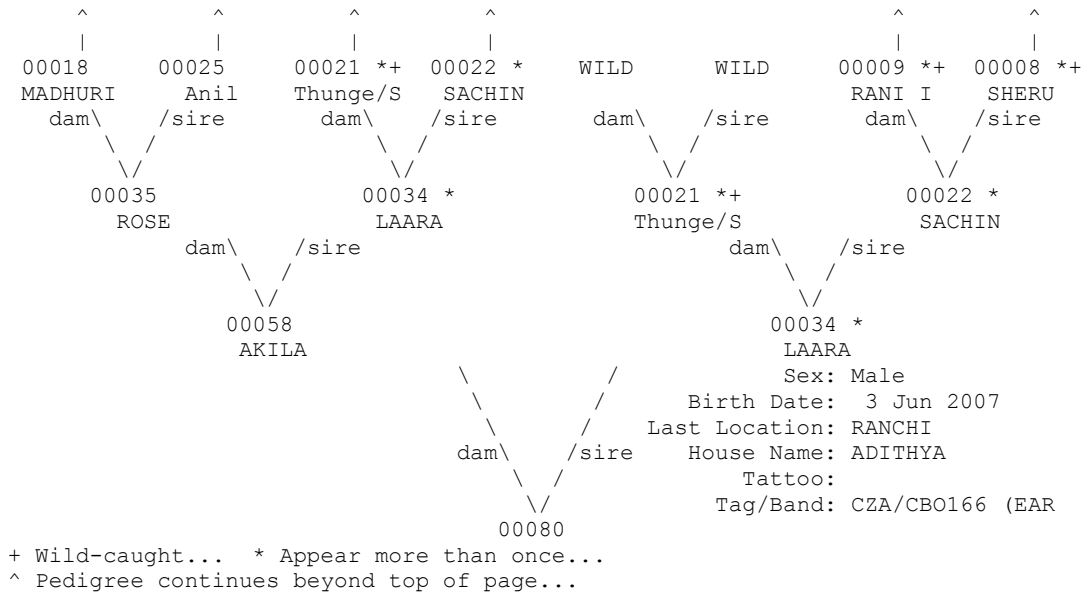 ^ ^ ^ ^ ^ ^
| | | | | |
00018 00025 00021 *+ 00022 * WILD WILD 00009 *+ 00008 *+
MADHURI Anil Thunge/S SACHIN RANI I SHERU
dam\ /sire dam\ /sire dam\ /sire dam\ /sire
\ / \ / \ / \ /
\/ \/ \/ \/
00035 00034 * 00021 *+ 00022 *
ROSE LAARA Thunge/S SACHIN
dam\ /sire dam\ /sire
\ / \ /
\/ \/
00058 00034 *
AKILA LAARA
\ / Sex: Male
\ / Birth Date: 3 Jun 2007
\ / Last Location: RANCHI
dam\ /sire House Name: ADITHYA
\ / Tattoo:
\/ Tag/Band: CZA/CBO166 (EAR
00080
+ Wild-caught... * Appear more than once...
^ Pedigree continues beyond top of page...